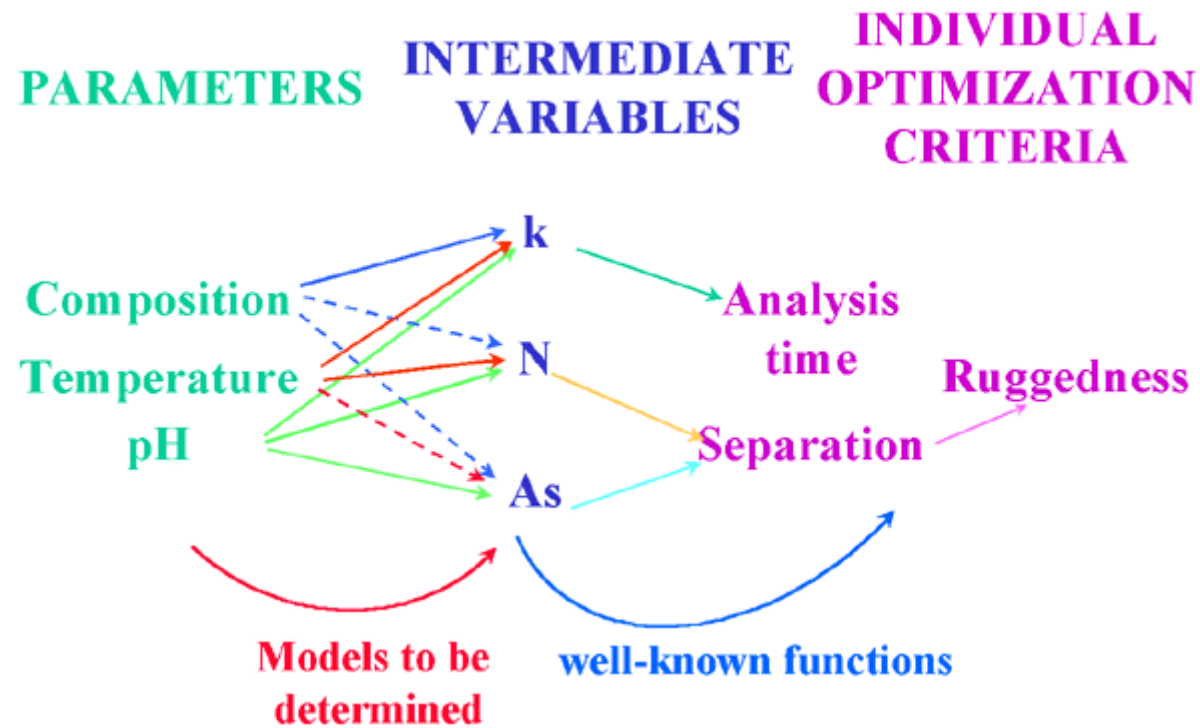 PARAMETERS
INTERMEDIATE
VARIABLES
INDIVIDUAL
OPTIMIZATION
CRITERIA
Composition
Temperature
pH
k
N
As
Analysis
time
Separation
Ruggedness
Models to be
determined
well-known functions